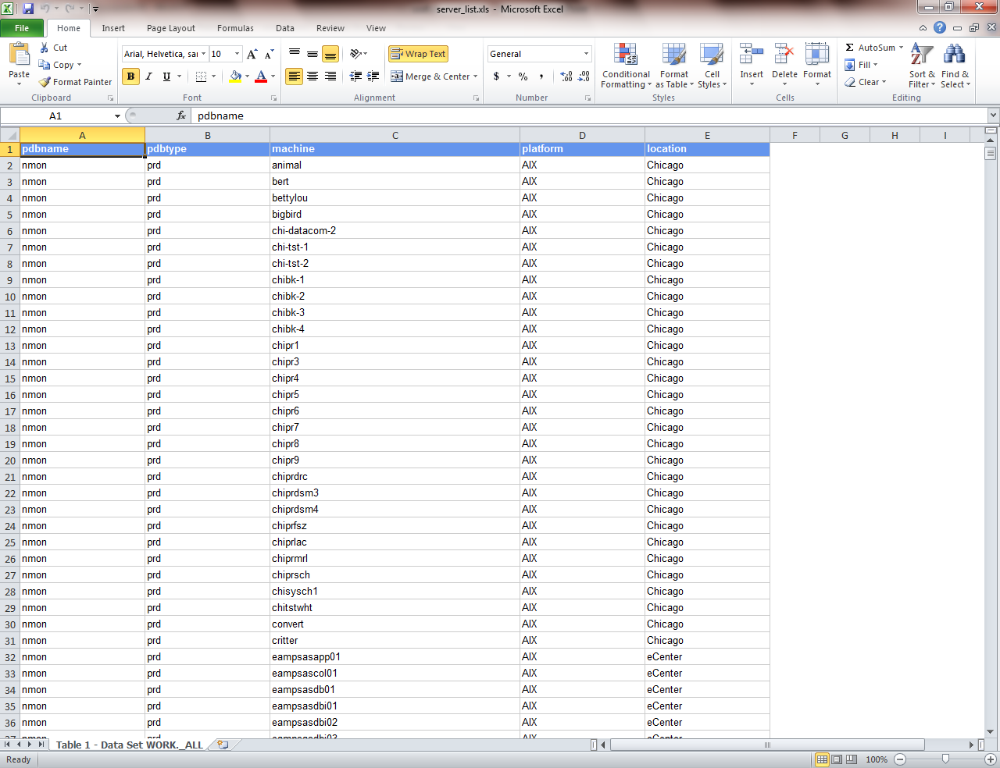 server_list.xls - Microsoft Excel
File Home Insert Page Layout Formulas Data Review View
Paste Cut Copy Format Painter Clipboard
Arial, Helvetica, sai 10 B I U Font
Wrap Text Merge & Center Alignment
General $ % , Number
Conditional Formatting Format as Table Cell Styles Styles
Insert Delete Format Cells
AutoSum Fill Clear Sort & Filter Find & Select Editing
A1 fx pdbname
A B C D E F G H I
1 pdbname pdbtype machine platform location
2 nmon prd animal AIX Chicago
3 nmon prd bert AIX Chicago
4 nmon prd bettylou AIX Chicago
5 nmon prd bigbird AIX Chicago
6 nmon prd chi-datacom-2 AIX Chicago
7 nmon prd chi-tst-1 AIX Chicago
8 nmon prd chi-tst-2 AIX Chicago
9 nmon prd chibk-1 AIX Chicago
10 nmon prd chibk-2 AIX Chicago
11 nmon prd chibk-3 AIX Chicago
12 nmon prd chibk-4 AIX Chicago
13 nmon prd chipr1 AIX Chicago
14 nmon prd chipr3 AIX Chicago
15 nmon prd chipr4 AIX Chicago
16 nmon prd chipr5 AIX Chicago
17 nmon prd chipr6 AIX Chicago
18 nmon prd chipr7 AIX Chicago
19 nmon prd chipr8 AIX Chicago
20 nmon prd chipr9 AIX Chicago
21 nmon prd chiprdrc AIX Chicago
22 nmon prd chiprdsm3 AIX Chicago
23 nmon prd chiprdsm4 AIX Chicago
24 nmon prd chiprfsz AIX Chicago
25 nmon prd chiprlac AIX Chicago
26 nmon prd chiprmrl AIX Chicago
27 nmon prd chiprsch AIX Chicago
28 nmon prd chisysch1 AIX Chicago
29 nmon prd chitstwht AIX Chicago
30 nmon prd convert AIX Chicago
31 nmon prd critter AIX Chicago
32 nmon prd eampsasapp01 AIX eCenter
33 nmon prd eampsascol01 AIX eCenter
34 nmon prd eampsasdb01 AIX eCenter
35 nmon prd eampsasdbi01 AIX eCenter
36 nmon prd eampsasdbi02 AIX eCenter
37 nmon prd eampsasdbi03 AIX eCenter
Table 1 - Data Set WORK._ALL
Ready 100%